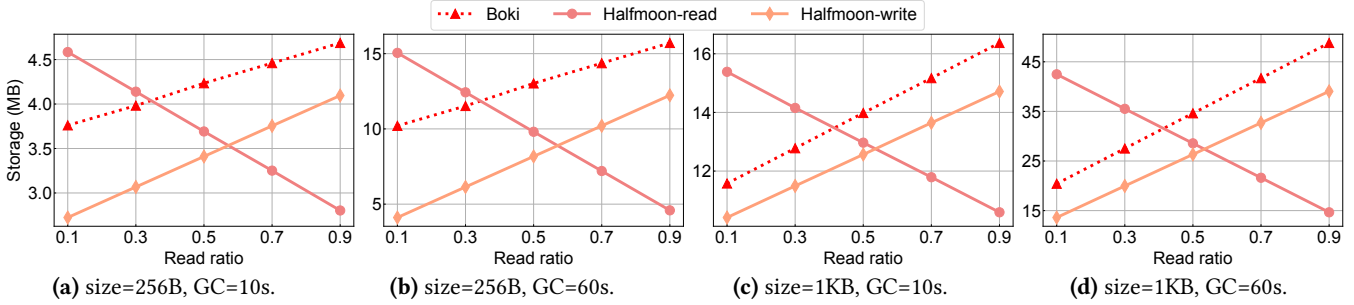 Boki Halfmoon-read Halfmoon-write
Storage (MB)
4.5
4.0
3.5
3.0
0.1 0.3 0.5 0.7 0.9
Read ratio
(a) size=256B, GC=10s.
15
10
5
0.1 0.3 0.5 0.7 0.9
Read ratio
(b) size=256B, GC=60s.
16
14
12
0.1 0.3 0.5 0.7 0.9
Read ratio
(c) size=1KB, GC=10s.
45
35
25
15
0.1 0.3 0.5 0.7 0.9
Read ratio
(d) size=1KB, GC=60s.